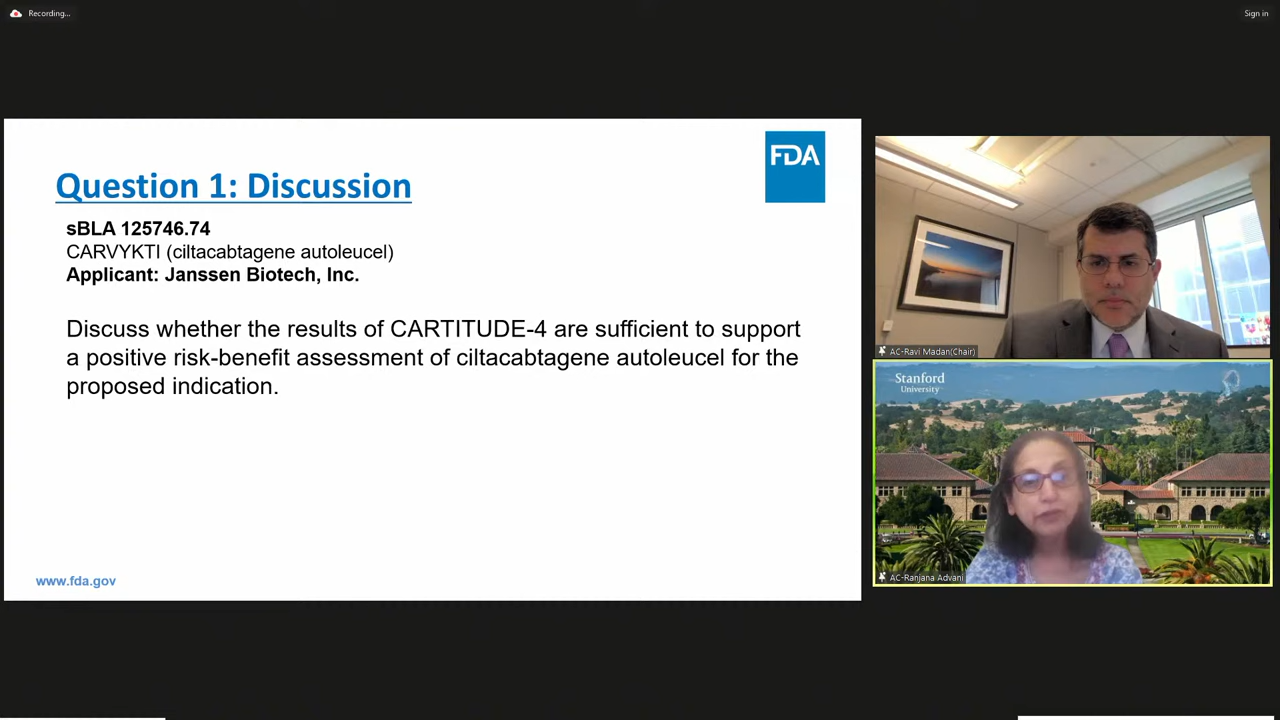 Recording...
Sign in
FDA
Question 1: Discussion
sBLA 125746.74
CARVYKTI (ciltacabtagene autoleucel)
Applicant: Janssen Biotech, Inc.
Discuss whether the results of CARTITUDE-4 are sufficient to support
a positive risk-benefit assessment of ciltacabtagene autoleucel for the
proposed indication.
www.fda.gov
AC-Ravi Madan(Chair)
Stanford
University
AC-Ranjana Advani